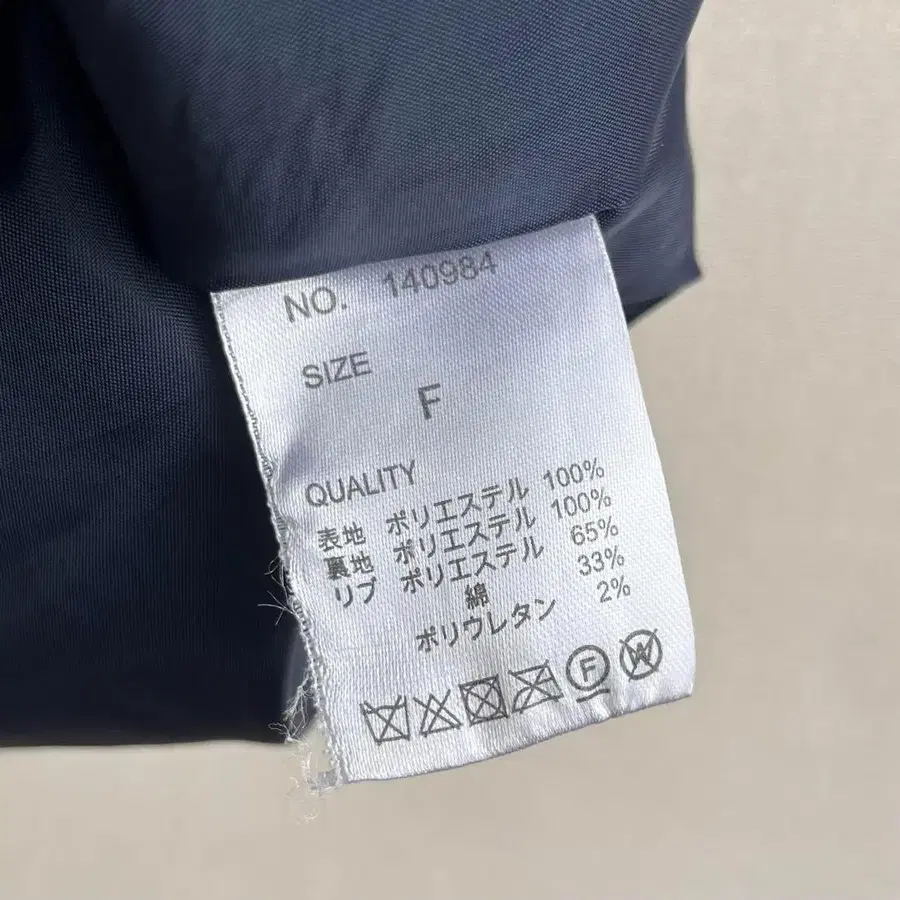 NO. 140984
SIZE
F
QUALITY
表地 ポリエステル 100%
裏地 ポリエステル 100%
リブ ポリエステル 65%
綿 33%
ポリウレタン 2%
F W